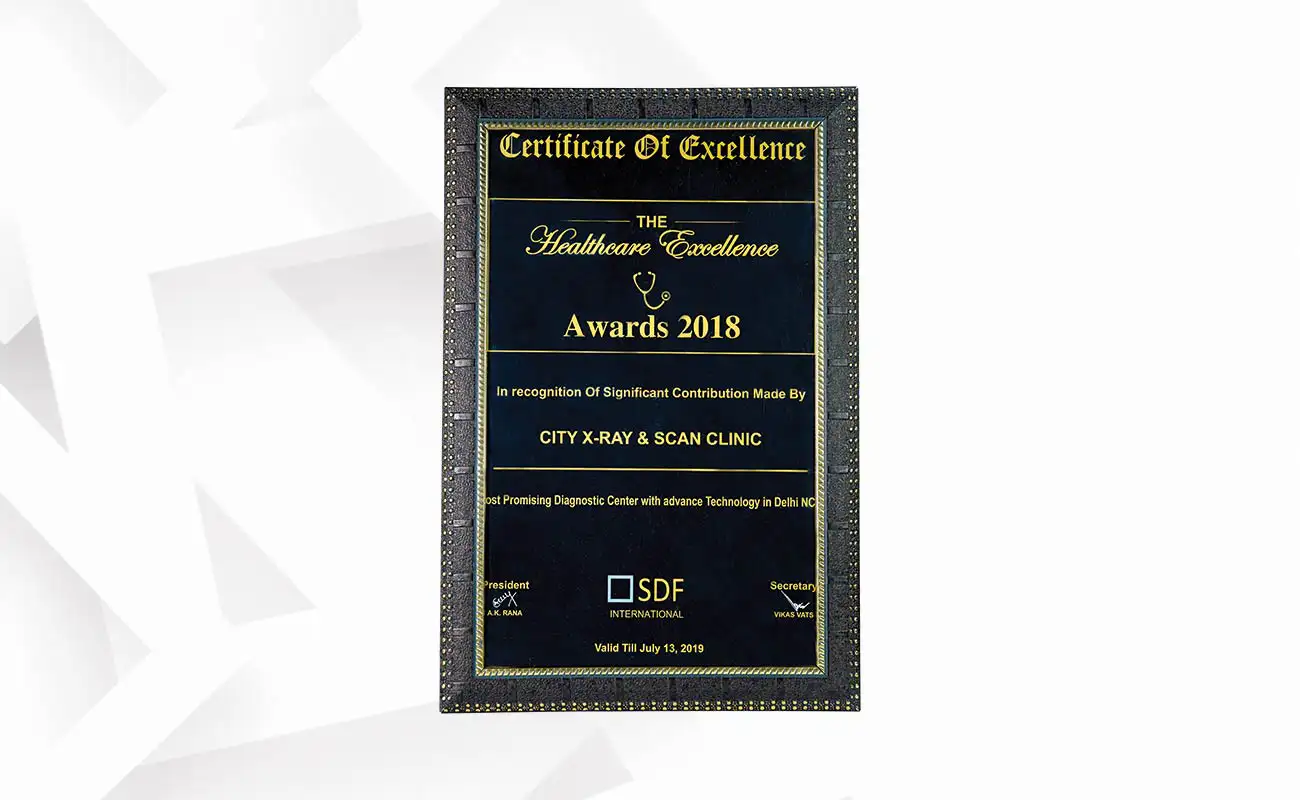 Certificate Of Excellence
THE
Healthcare Excellence
Awards 2018
In recognition Of Significant Contribution Made By
CITY X-RAY & SCAN CLINIC
ost Promising Diagnostic Center with advance Technology in Delhi NC
President
A.K. RANA
SDF
INTERNATIONAL
Secretary
VIKAS VATS
Valid Till July 13, 2019